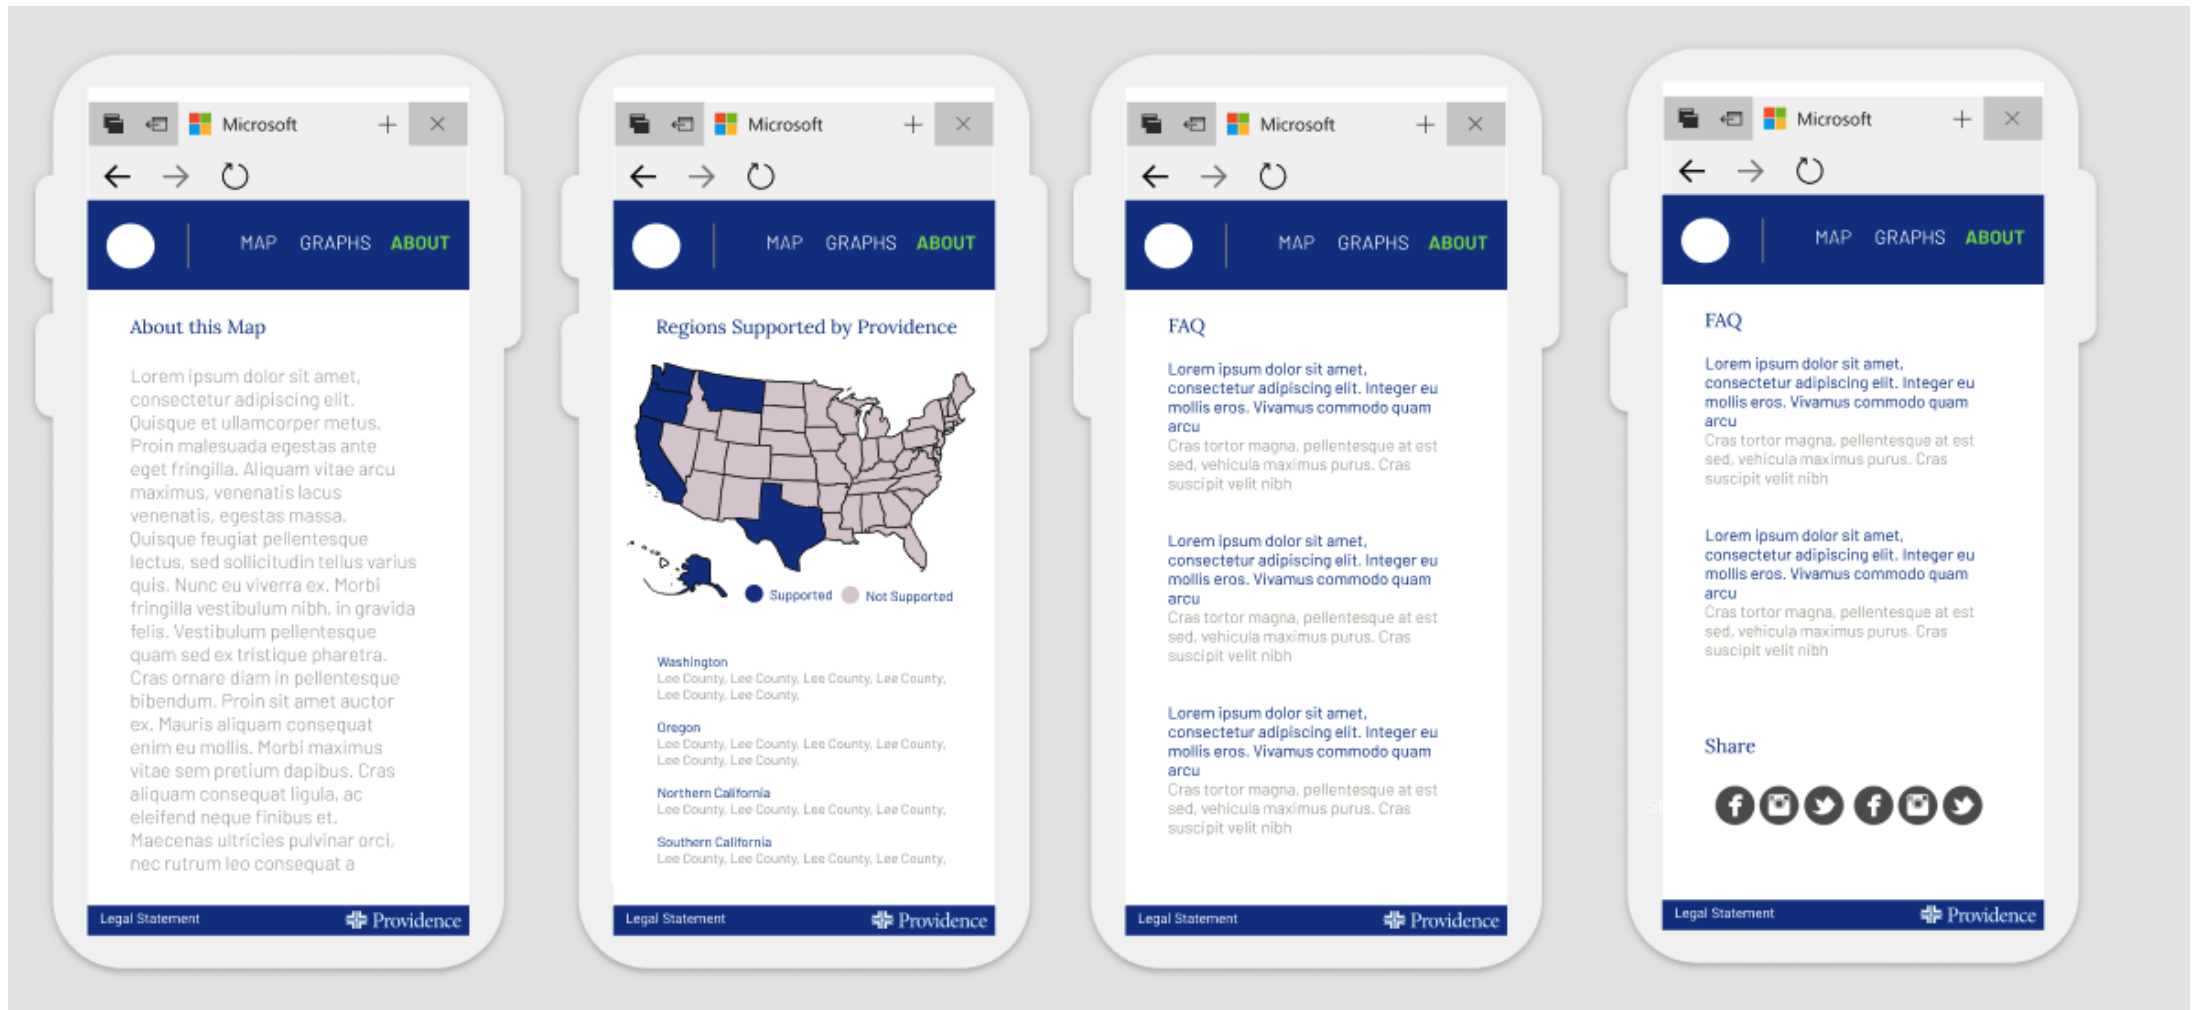 Microsoft
MAP GRAPHS ABOUT
About this Map
Lorem ipsum dolor sit amet,
consectetur adipiscing elit.
Quisque et ullamcorper metus.
Proin malesuada egestas ante
eget fringilla. Aliquam vitae arcu
maximus, venenatis lacus
venenatis, egestas massa.
Quisque feugiat pellentesque
lectus, sed sollicitudin tellus varius
quis. Nunc eu viverra ex. Morbi
fringilla vestibulum nibh, in gravida
felis. Vestibulum pellentesque
quam sed ex tristique pharetra.
Cras ornare diam in pellentesque
bibendum. Proin sit amet auctor
ex. Mauris aliquam consequat
enim eu mollis. Morbi maximus
vitae sem pretium dapibus. Cras
aliquam consequat ligula, ac
eleifend neque finibus et.
Maecenas ultricies pulvinar orci,
nec rutrum leo consequat a
Legal Statement Providence
Microsoft
MAP GRAPHS ABOUT
Regions Supported by Providence
Supported Not Supported
Washington
Lee County, Lee County, Lee County, Lee County,
Lee County, Lee County,
Oregon
Lee County, Lee County, Lee County, Lee County,
Lee County, Lee County,
Northern California
Lee County, Lee County, Lee County, Lee County,
Southern California
Lee County, Lee County, Lee County, Lee County,
Legal Statement Providence
Microsoft
MAP GRAPHS ABOUT
FAQ
Lorem ipsum dolor sit amet,
consectetur adipiscing elit. Integer eu
mollis eros. Vivamus commodo quam
arcu
Cras tortor magna, pellentesque at est
sed, vehicula maximus purus. Cras
suscipit velit nibh
Lorem ipsum dolor sit amet,
consectetur adipiscing elit. Integer eu
mollis eros. Vivamus commodo quam
arcu
Cras tortor magna, pellentesque at est
sed, vehicula maximus purus. Cras
suscipit velit nibh
Lorem ipsum dolor sit amet,
consectetur adipiscing elit. Integer eu
mollis eros. Vivamus commodo quam
arcu
Cras tortor magna, pellentesque at est
sed, vehicula maximus purus. Cras
suscipit velit nibh
Legal Statement Providence
Microsoft
MAP GRAPHS ABOUT
FAQ
Lorem ipsum dolor sit amet,
consectetur adipiscing elit. Integer eu
mollis eros. Vivamus commodo quam
arcu
Cras tortor magna, pellentesque at est
sed, vehicula maximus purus. Cras
suscipit velit nibh
Lorem ipsum dolor sit amet,
consectetur adipiscing elit. Integer eu
mollis eros. Vivamus commodo quam
arcu
Cras tortor magna, pellentesque at est
sed, vehicula maximus purus. Cras
suscipit velit nibh
Share
Legal Statement Providence